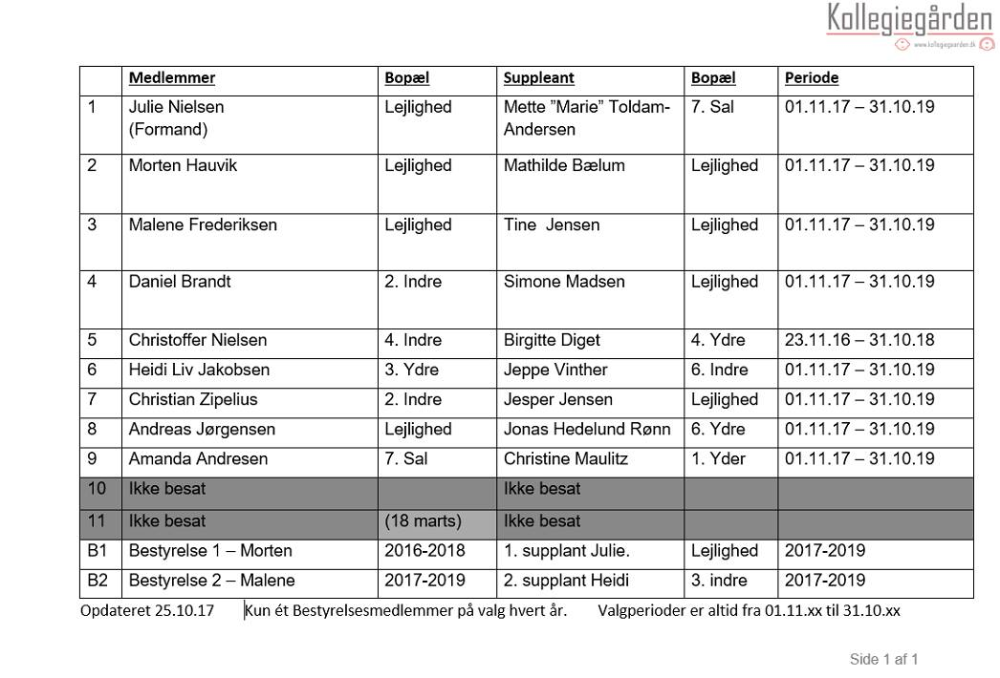 Kollegiegården
www.kollegiegaarden.dk
Medlemmer Bopæl Suppleant Bopæl Periode
1 Julie Nielsen Lejlighed Mette ”Marie” Toldam- 7. Sal 01.11.17 – 31.10.19
(Formand) Andersen
2 Morten Hauvik Lejlighed Mathilde Bælum Lejlighed 01.11.17 – 31.10.19
3 Malene Frederiksen Lejlighed Tine Jensen Lejlighed 01.11.17 – 31.10.19
4 Daniel Brandt 2. Indre Simone Madsen Lejlighed 01.11.17 – 31.10.19
5 Christoffer Nielsen 4. Indre Birgitte Diget 4. Ydre 23.11.16 – 31.10.18
6 Heidi Liv Jakobsen 3. Ydre Jeppe Vinther 6. Indre 01.11.17 – 31.10.19
7 Christian Zipelius 2. Indre Jesper Jensen Lejlighed 01.11.17 – 31.10.19
8 Andreas Jørgensen Lejlighed Jonas Hedelund Rønn 6. Ydre 01.11.17 – 31.10.19
9 Amanda Andresen 7. Sal Christine Maulitz 1. Yder 01.11.17 – 31.10.19
10 Ikke besat Ikke besat
11 Ikke besat (18 marts) Ikke besat
B1 Bestyrelse 1 – Morten 2016-2018 1. supplant Julie. Lejlighed 2017-2019
B2 Bestyrelse 2 – Malene 2017-2019 2. supplant Heidi 3. indre 2017-2019
Opdateret 25.10.17 Kun ét Bestyrelsesmedlemmer på valg hvert år. Valgperioder er altid fra 01.11.xx til 31.10.xx
Side 1 af 1